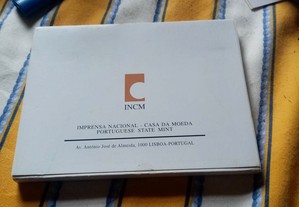 INCM
IMPRENSA NACIONAL - CASA DA MOEDA
PORTUGUESE STATE MINT
Av. António José de Almeida, 1000 LISBOA-PORTUGAL